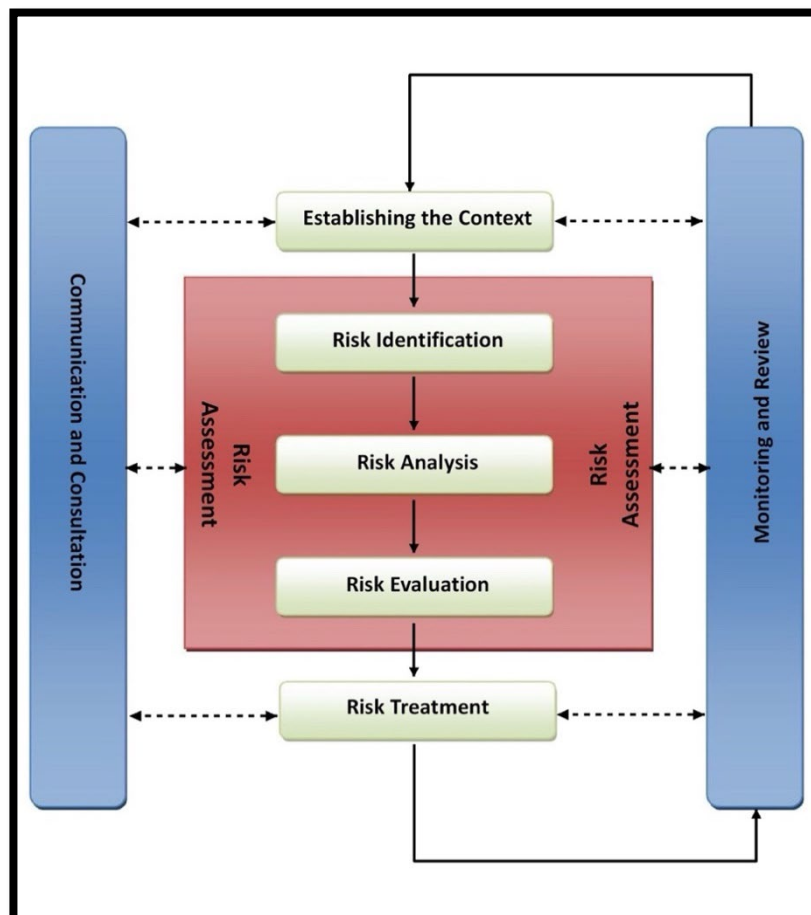 Establishing the Context
Communication and Consultation
Risk
Assessment
Risk Identification
Risk Analysis
Risk Evaluation
Risk
Assessment
Monitoring and Review
Risk Treatment